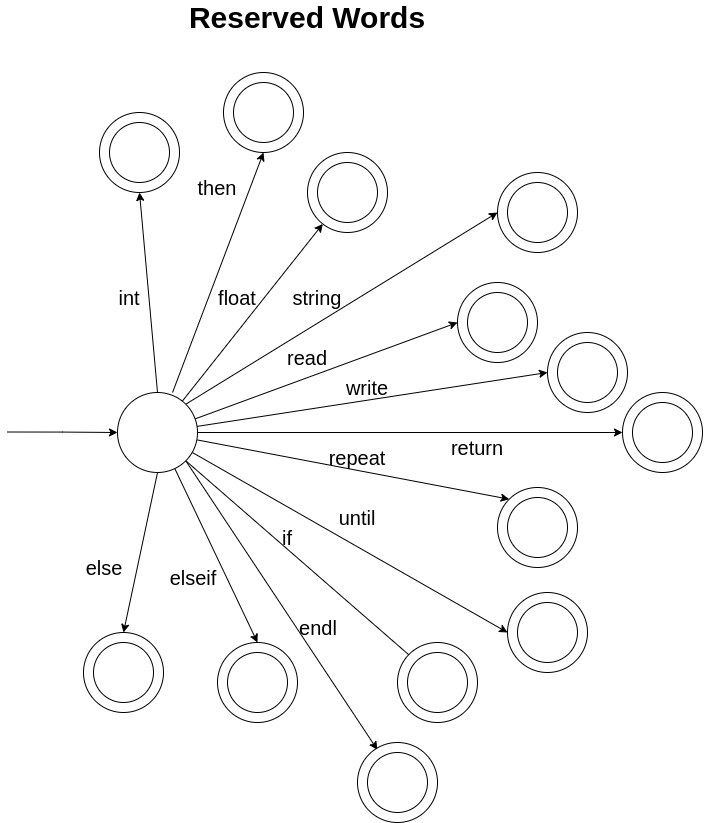 Reserved Words
then
int
float
string
read
write
return
repeat
until
if
else
elseif
endl